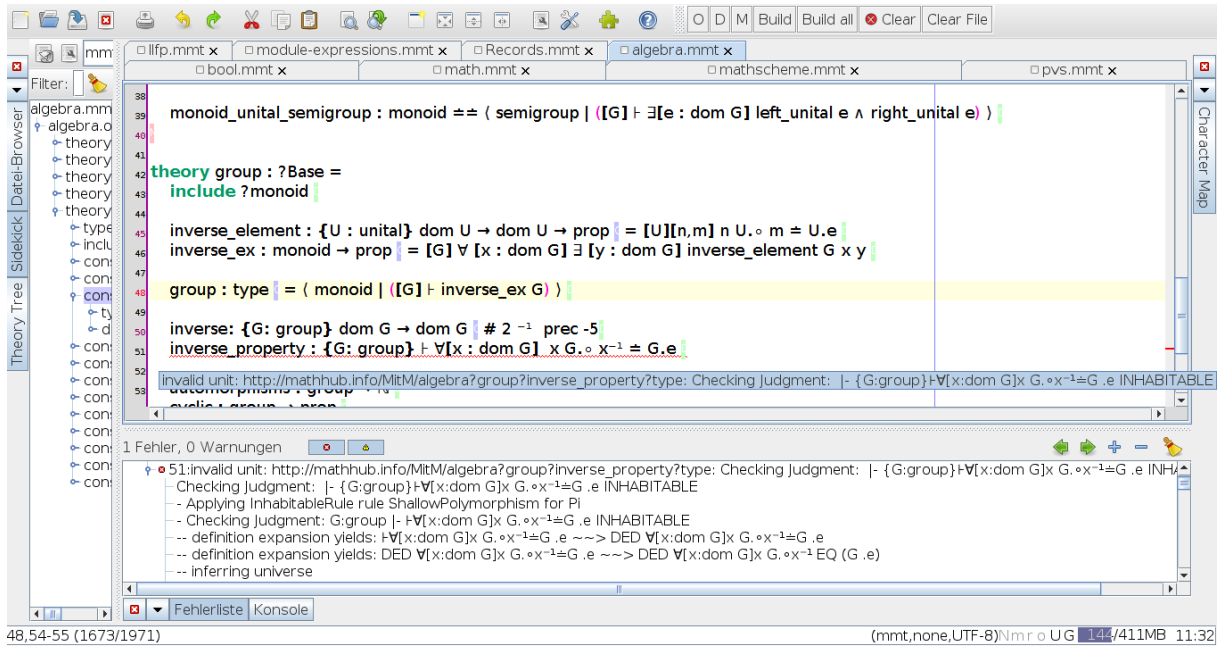 O D M Build Build all Clear Clear File
mmt
llfp.mmt x module-expressions.mmt x Records.mmt x algebra.mmt x
bool.mmt x math.mmt x mathscheme.mmt x pvs.mmt x
Filter:
algebra.mm
algebra.o
theory
theory
theory
theory
theory
type
inclu
cons
cons
cons
ty
d
cons
cons
cons
cons
cons
cons
cons
cons
cons
Theory Tree Sidekick Datei-Browser
Character Map
38
39 monoid_unital_semigroup : monoid == ⟨ semigroup | ([G] ⊦ ∃[e : dom G] left_unital e ∧ right_unital e) ⟩
40
41
42 theory group : ?Base =
43 include ?monoid
44
45 inverse_element : {U : unital} dom U → dom U → prop = [U][n,m] n U.∘ m ≐ U.e
46 inverse_ex : monoid → prop = [G] ∀ [x : dom G] ∃ [y : dom G] inverse_element G x y
47
48 group : type = ⟨ monoid | ([G] ⊦ inverse_ex G) ⟩
49
50 inverse: {G: group} dom G → dom G # 2 ⁻¹ prec -5
51 inverse_property : {G: group} ⊦ ∀[x : dom G] x G.∘ x⁻¹ ≐ G.e
52
invalid unit: http://mathhub.info/MitM/algebra?group?inverse_property?type: Checking Judgment: |- {G:group}⊦∀[x:dom G]x G.∘x⁻¹≐G .e INHABITABLE
53
1 Fehler, 0 Warnungen
51:invalid unit: http://mathhub.info/MitM/algebra?group?inverse_property?type: Checking Judgment: |- {G:group}⊦∀[x:dom G]x G.∘x⁻¹≐G .e INHA
Checking Judgment: |- {G:group}⊦∀[x:dom G]x G.∘x⁻¹≐G .e INHABITABLE
- Applying InhabitableRule rule ShallowPolymorphism for Pi
- Checking Judgment: G:group |- ⊦∀[x:dom G]x G.∘x⁻¹≐G .e INHABITABLE
-- definition expansion yields: ⊦∀[x:dom G]x G.∘x⁻¹≐G .e ~~> DED ∀[x:dom G]x G.∘x⁻¹≐G .e
-- definition expansion yields: DED ∀[x:dom G]x G.∘x⁻¹≐G .e ~~> DED ∀[x:dom G]x G.∘x⁻¹ EQ (G .e)
-- inferring universe
Fehlerliste Konsole
48,54-55 (1673/1971) (mmt,none,UTF-8)N m r o U G 144/411MB 11:32